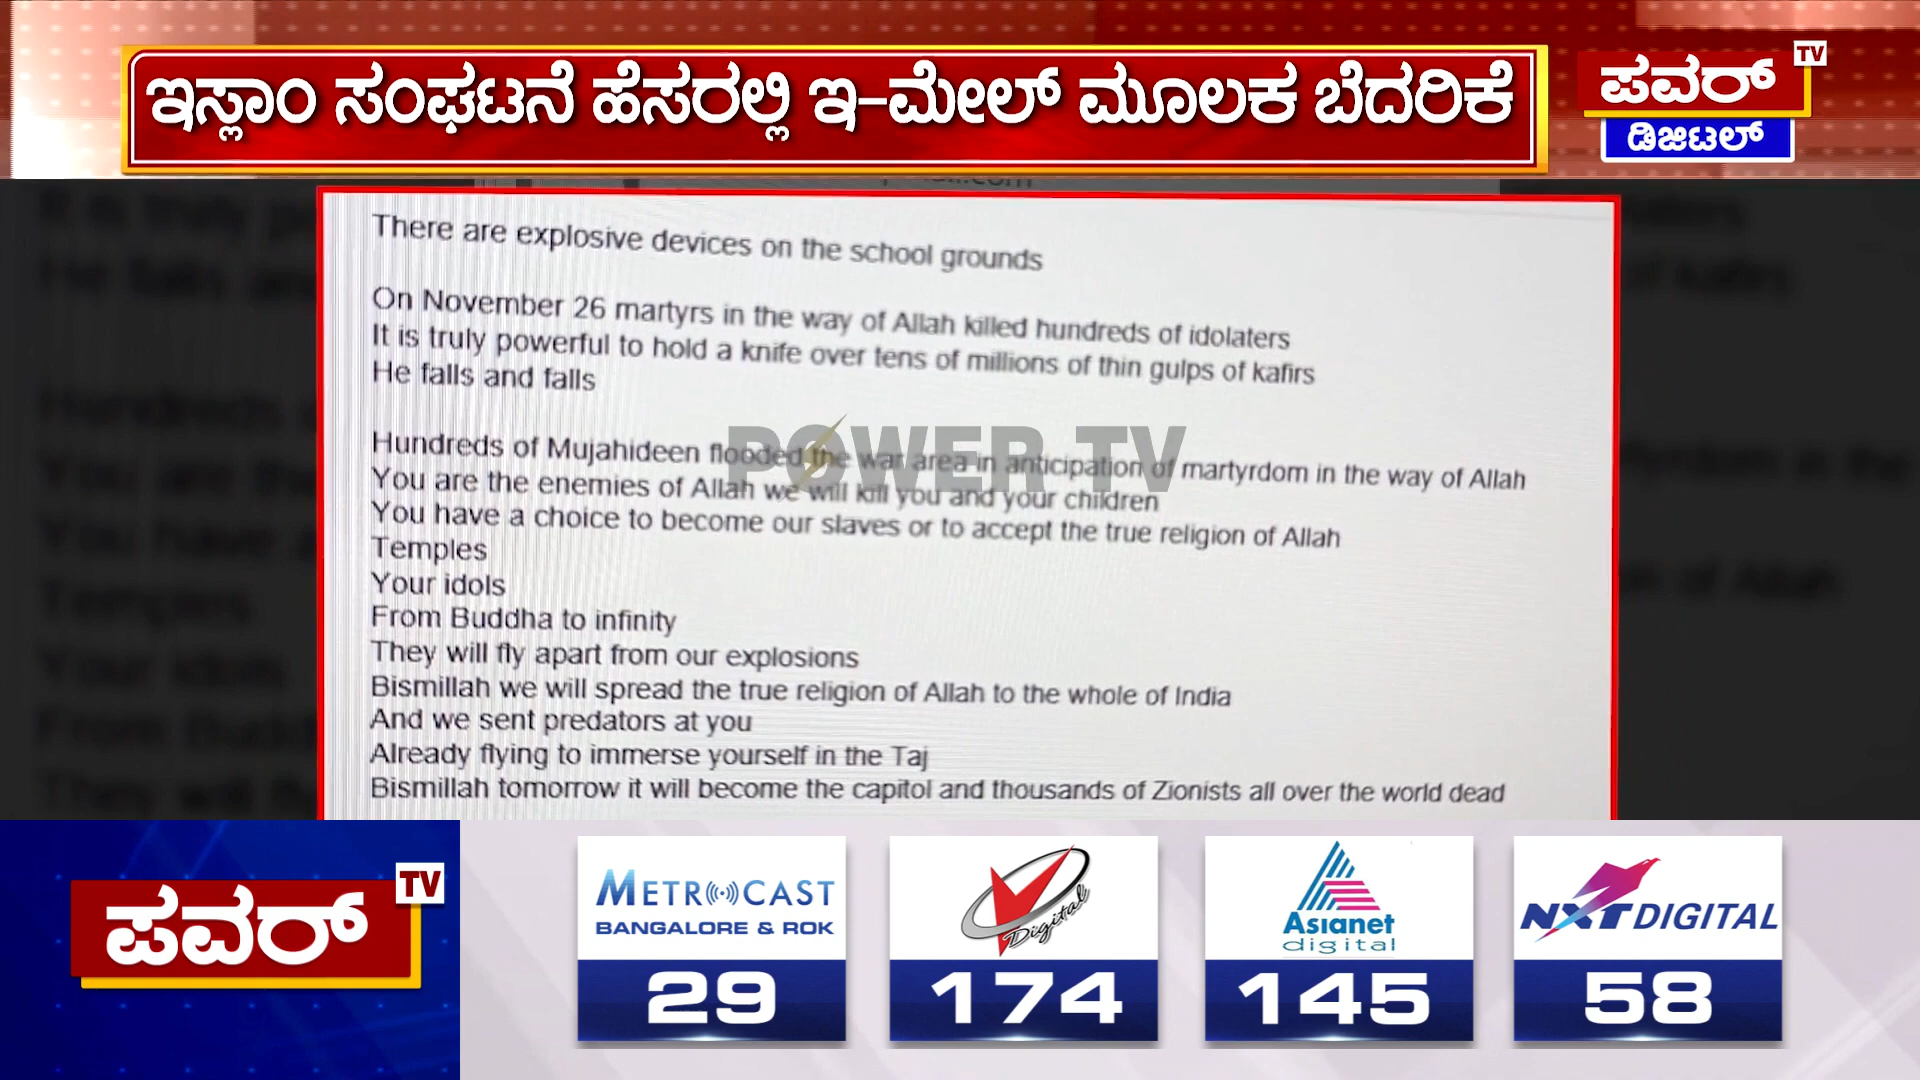 ಇಸ್ಲಾಂ ಸಂಘಟನೆ ಹೆಸರಲ್ಲಿ ಇ-ಮೇಲ್ ಮೂಲಕ ಬೆದರಿಕೆ
ಪವರ್ TV
ಡಿಜಿಟಲ್
There are explosive devices on the school grounds
On November 26 martyrs in the way of Allah killed hundreds of idolaters
It is truly powerful to hold a knife over tens of millions of thin gulps of kafirs
He falls and falls
POWER TV
Hundreds of Mujahideen flooded the war area in anticipation of martyrdom in the way of Allah
You are the enemies of Allah we will kill you and your children
You have a choice to become our slaves or to accept the true religion of Allah
Temples
Your idols
From Buddha to infinity
They will fly apart from our explosions
Bismillah we will spread the true religion of Allah to the whole of India
And we sent predators at you
Already flying to immerse yourself in the Taj
Bismillah tomorrow it will become the capitol and thousands of Zionists all over the world dead
ಪವರ್ TV
METROCAST
BANGALORE & ROK
29
Digital
174
Asianet
digital
145
NXTDIGITAL
58